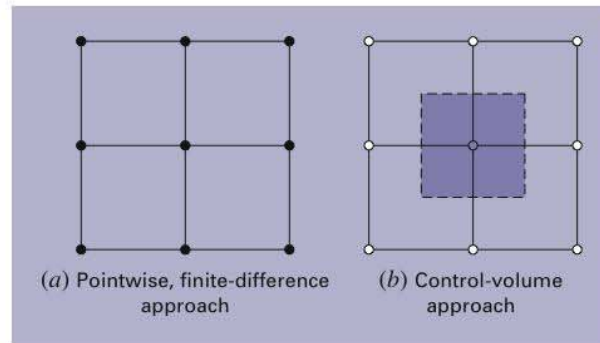 (a) Pointwise, finite-difference
approach
(b) Control-volume
approach